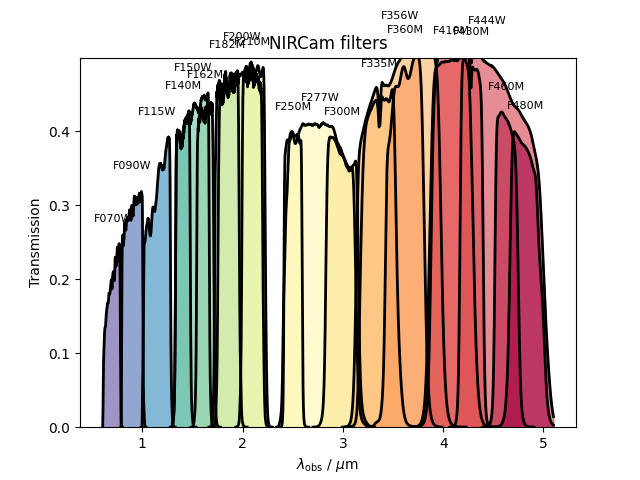 NIRCam filters
F356W
F444W
F360M
F410M
F430M
F200W
F210M
F182M
F335M
F150W
F162M
F140M
F460M
F277W
F250M
F480M
F300M
F115W
F090W
F070W
Transmission
0.4
0.3
0.2
0.1
0.0
1 2 3 4 5
λobs / μm